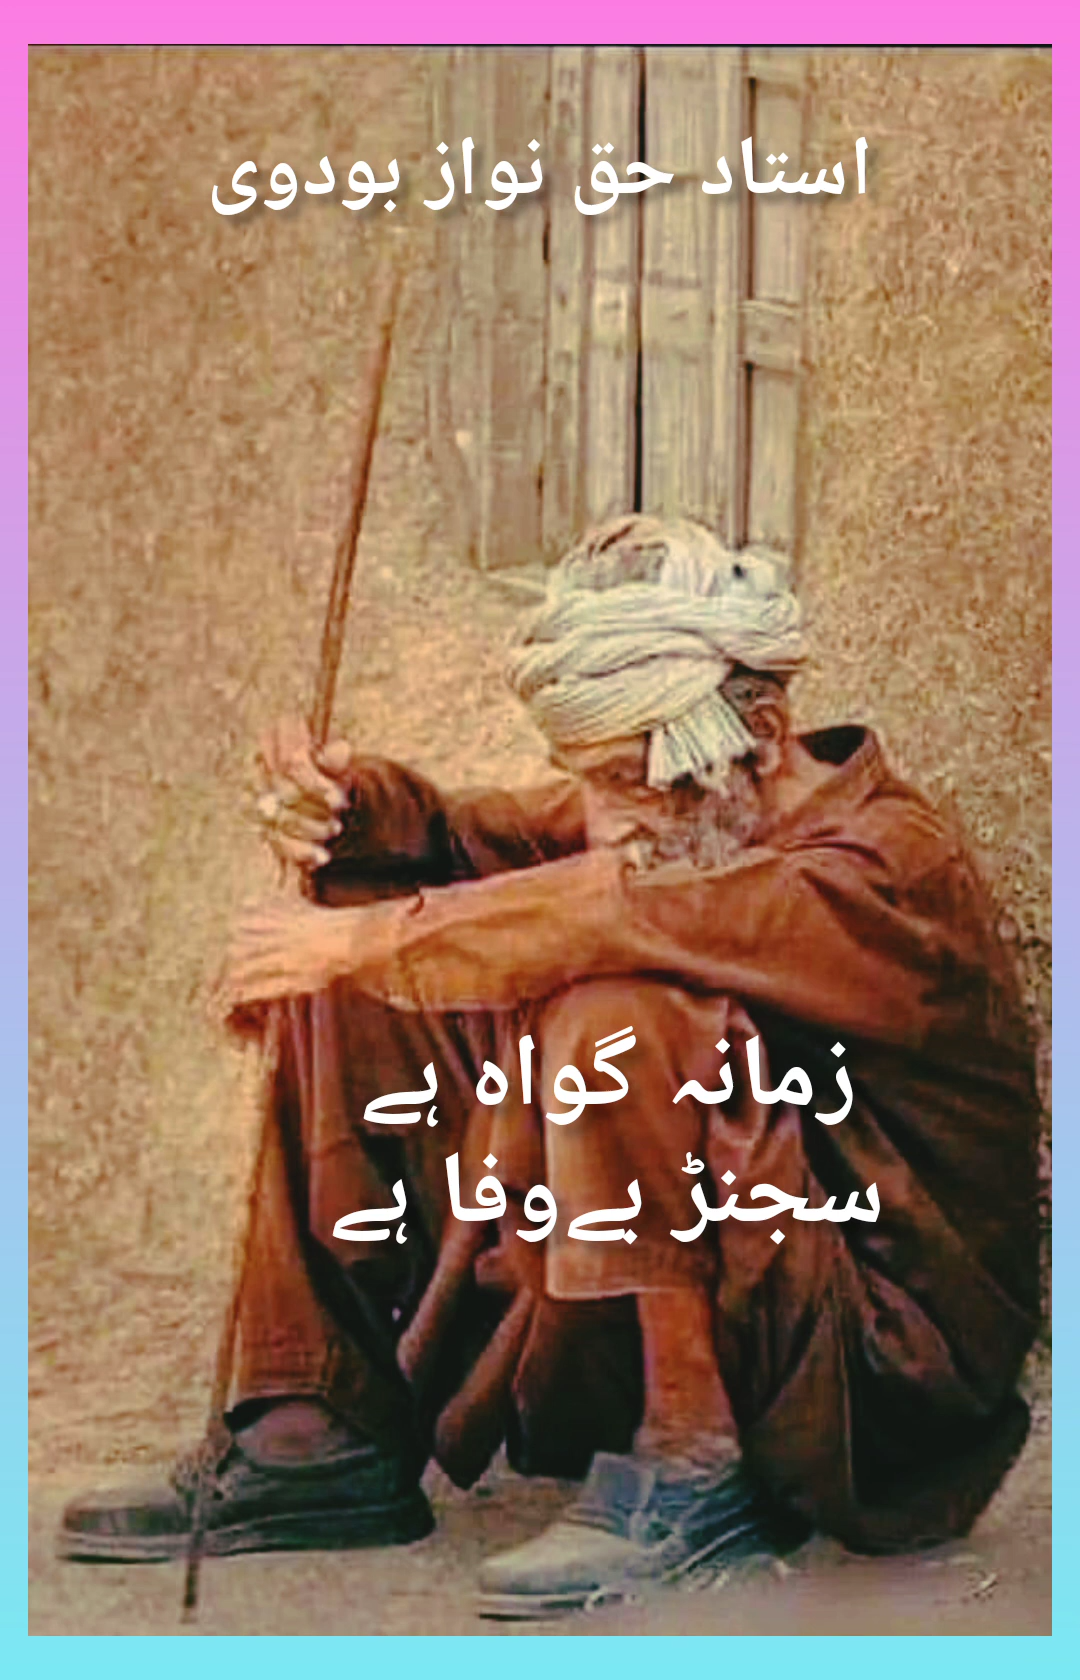 استاد حق نواز بودوی
زمانہ گواہ ہے
سجنڑ بےوفا ہے